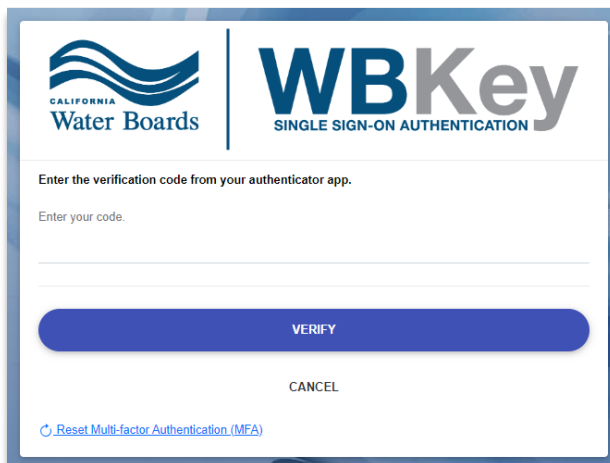 CALIFORNIA
Water Boards
WBKey
SINGLE SIGN-ON AUTHENTICATION
Enter the verification code from your authenticator app.
Enter your code.
VERIFY
CANCEL
Reset Multi-factor Authentication (MFA)